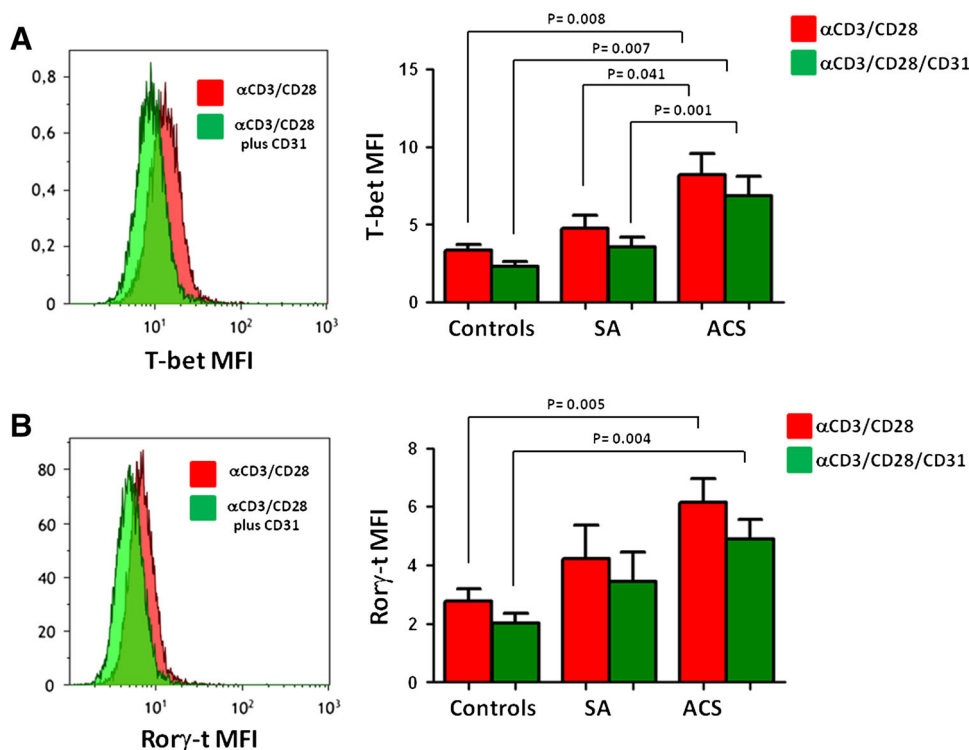 A
αCD3/CD28
αCD3/CD28
plus CD31
0,8
0,6
0,4
0,2
0
10¹
10²
10³
T-bet MFI
P= 0.008
P= 0.007
P= 0.041
P= 0.001
αCD3/CD28
αCD3/CD28/CD31
15
10
5
0
T-bet MFI
Controls
SA
ACS
B
αCD3/CD28
αCD3/CD28
plus CD31
80
60
40
20
0
10¹
10²
10³
Rorγ-t MFI
P= 0.005
P= 0.004
αCD3/CD28
αCD3/CD28/CD31
8
6
4
2
0
Rorγ-t MFI
Controls
SA
ACS